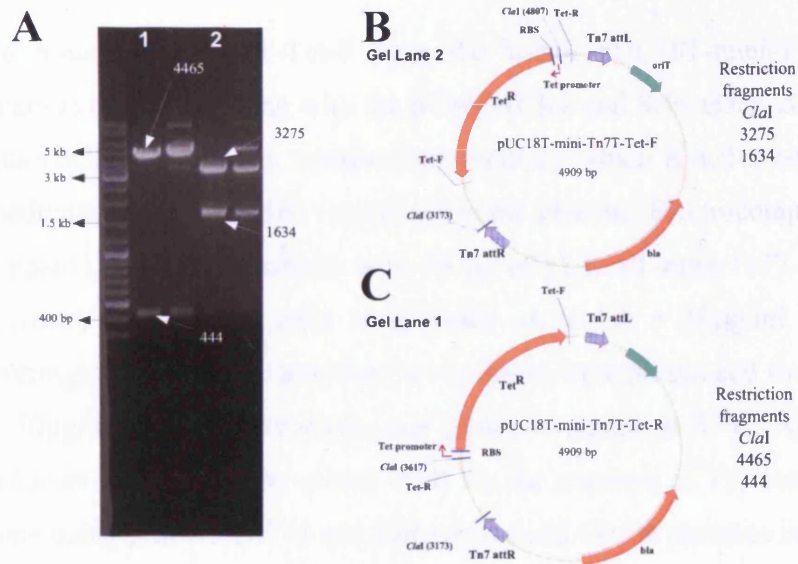 A
1
2
4465
3275
5 kb
3 kb
1.5 kb
1634
400 bp
444
B
Gel Lane 2
ClaI (4807)
Tet-R
RBS
Tn7 attL
oriT
Tet promoter
TetR
pUC18T-mini-Tn7T-Tet-F
4909 bp
Tet-F
ClaI (3173)
Tn7 attR
bla
Restriction
fragments
ClaI
3275
1634
C
Gel Lane 1
Tet-F
Tn7 attL
TetR
pUC18T-mini-Tn7T-Tet-R
4909 bp
Tet promoter
RBS
ClaI (3617)
Tet-R
ClaI (3173)
Tn7 attR
bla
Restriction
fragments
ClaI
4465
444